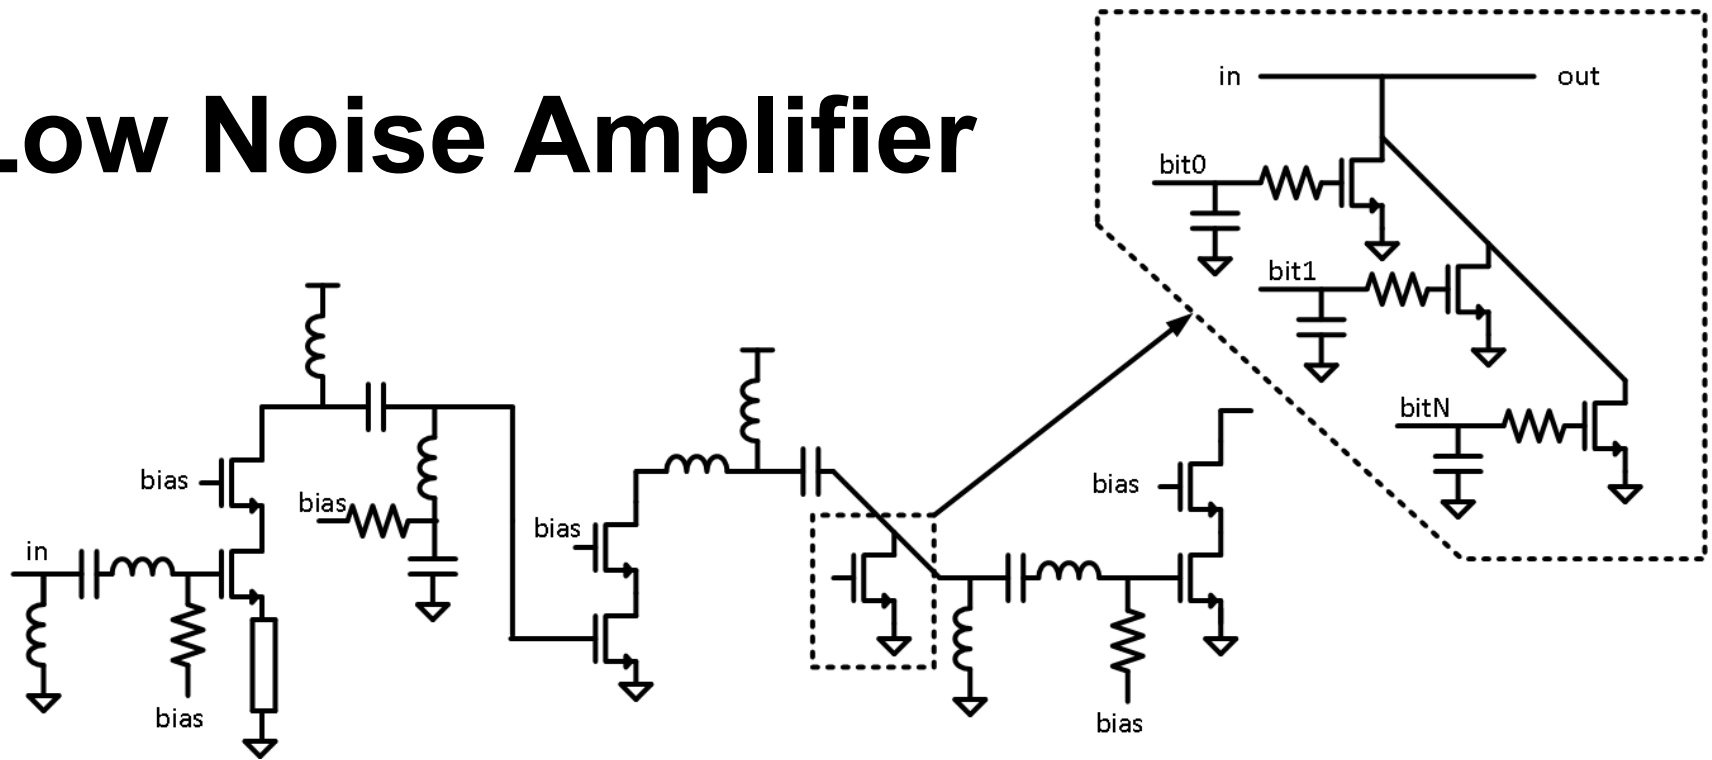 Low Noise Amplifier
in out
bit0
bit1
bitN
bias
bias
in
bias
bias
bias
bias